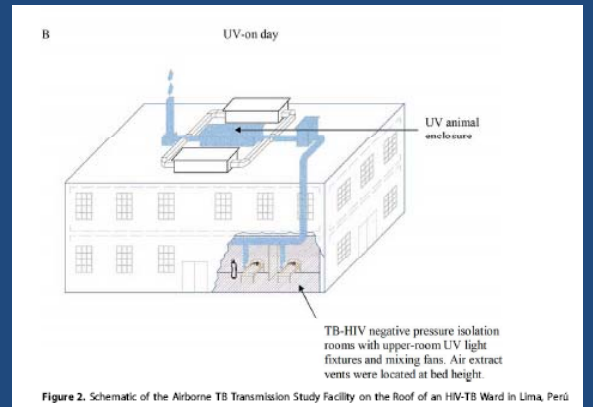 B
UV-on day
UV animal
enclosure
TB-HIV negative pressure isolation
rooms with upper-room UV light
fixtures and mixing fans. Air extract
vents were located at bed height.
Figure 2. Schematic of the Airborne TB Transmission Study Facility on the Roof of an HIV-TB Ward in Lima, Perú